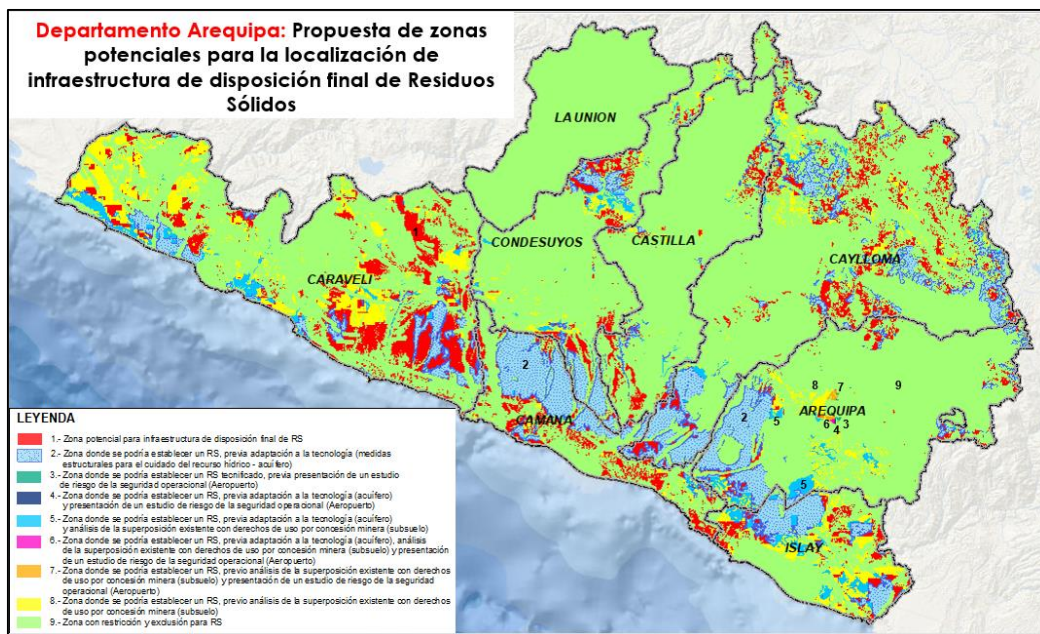 Departamento Arequipa: Propuesta de zonas
potenciales para la localización de
infraestructura de disposición final de Residuos
Sólidos
LA UNION
CONDESUYOS
CASTILLA
CAYLLOMA
CARAVELI
CAMANA
AREQUIPA
ISLAY
1
2
2
5
5
8
7
9
6
3
4
LEYENDA
1.- Zona potencial para infraestructura de disposición final de RS
2.- Zona donde se podría establecer un RS, previa adaptación a la tecnología (medidas
estructurales para el cuidado del recurso hídrico - acuífero)
3.- Zona donde se podría establecer un RS tecnificado, previa presentación de un estudio
de riesgo de la seguridad operacional (Aeropuerto)
4.- Zona donde se podría establecer un RS, previa adaptación a la tecnología (acuífero)
y presentación de un estudio de riesgo de la seguridad operacional (Aeropuerto)
5.- Zona donde se podría establecer un RS, previa adaptación a la tecnología (acuífero)
y análisis de la superposición existente con derechos de uso por concesión minera (subsuelo)
6.- Zona donde se podría establecer un RS, previa adaptación a la tecnología (acuífero), análisis
de la superposición existente con derechos de uso por concesión minera (subsuelo) y presentación
de un estudio de riesgo de la seguridad operacional (Aeropuerto)
7.- Zona donde se podría establecer un RS, previo análisis de la superposición existente con derechos
de uso por concesión minera (subsuelo) y presentación de un estudio de riesgo de la seguridad
operacional (Aeropuerto)
8.- Zona donde se podría establecer un RS, previo análisis de la superposición existente con derechos
de uso por concesión minera (subsuelo)
9.- Zona con restricción y exclusión para RS